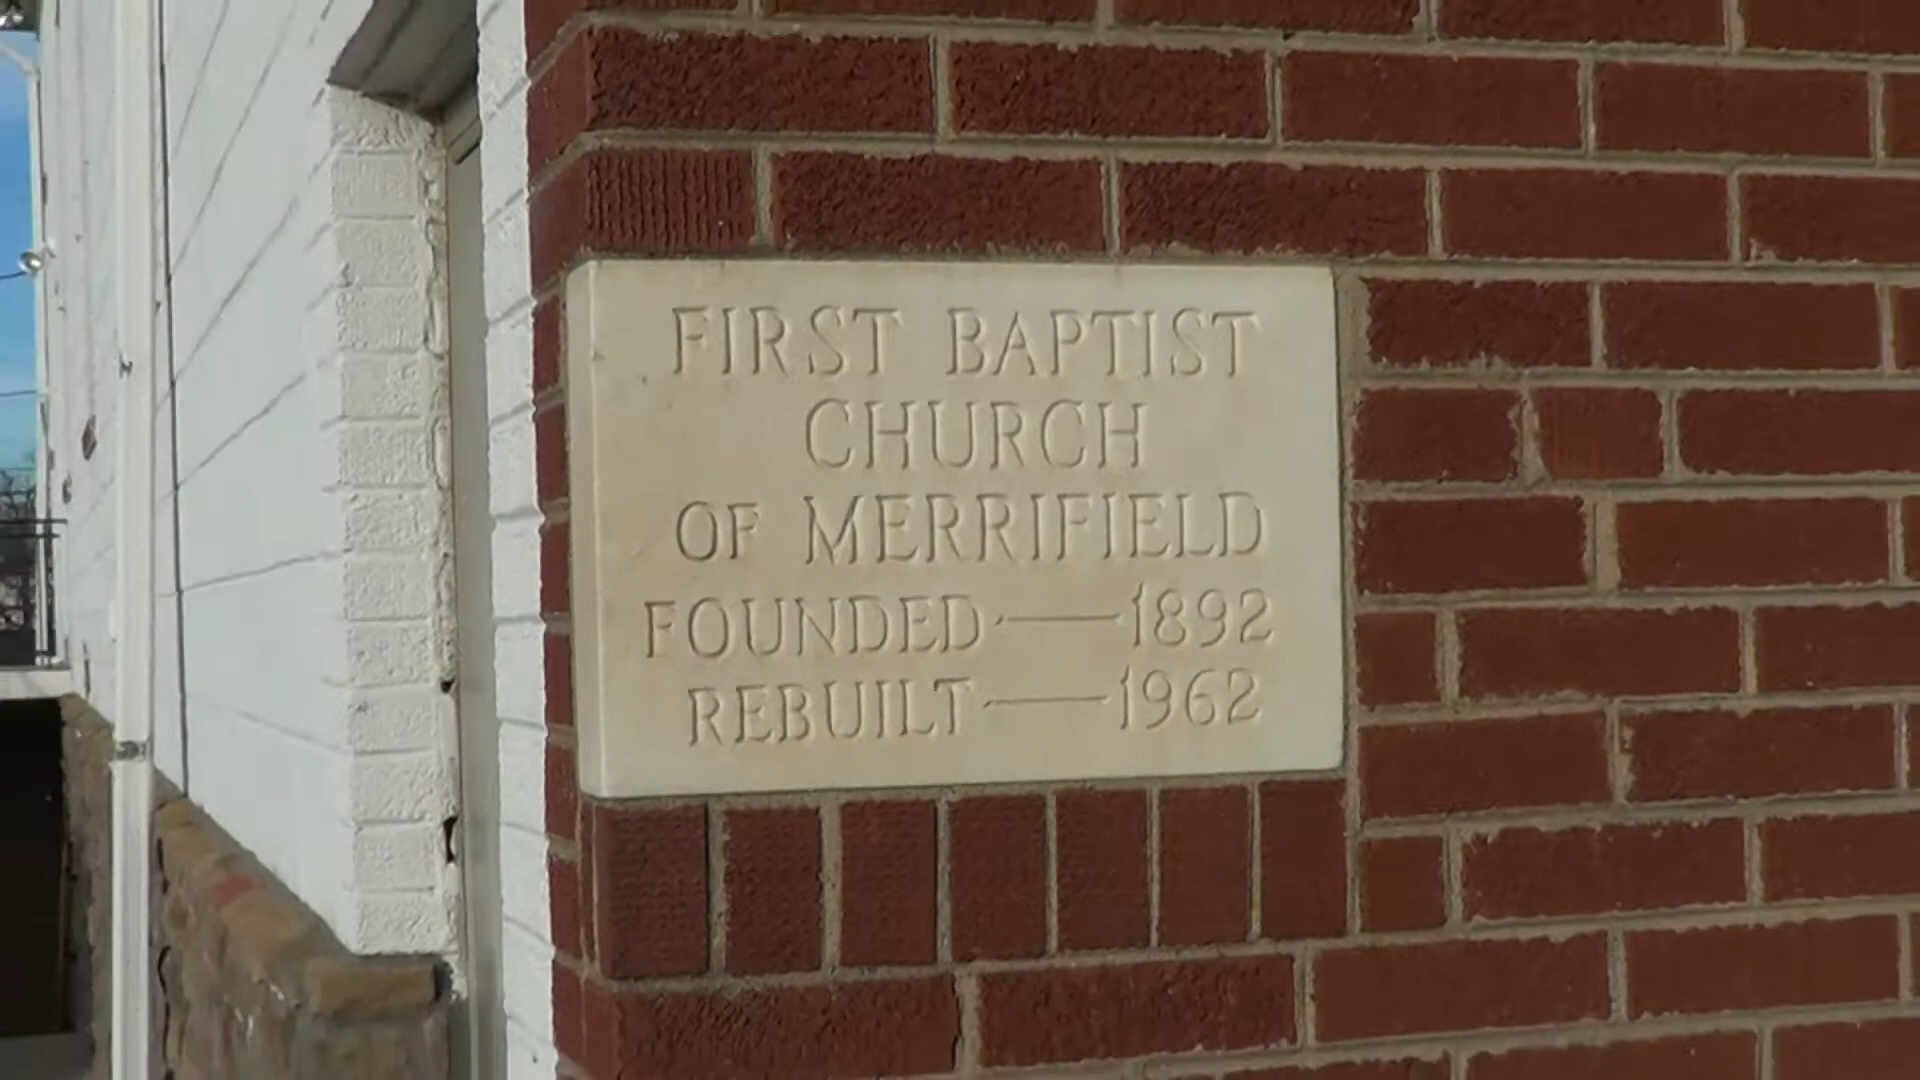 FIRST BAPTIST
CHURCH
OF MERRIFIELD
FOUNDED — 1892
REBUILT — 1962